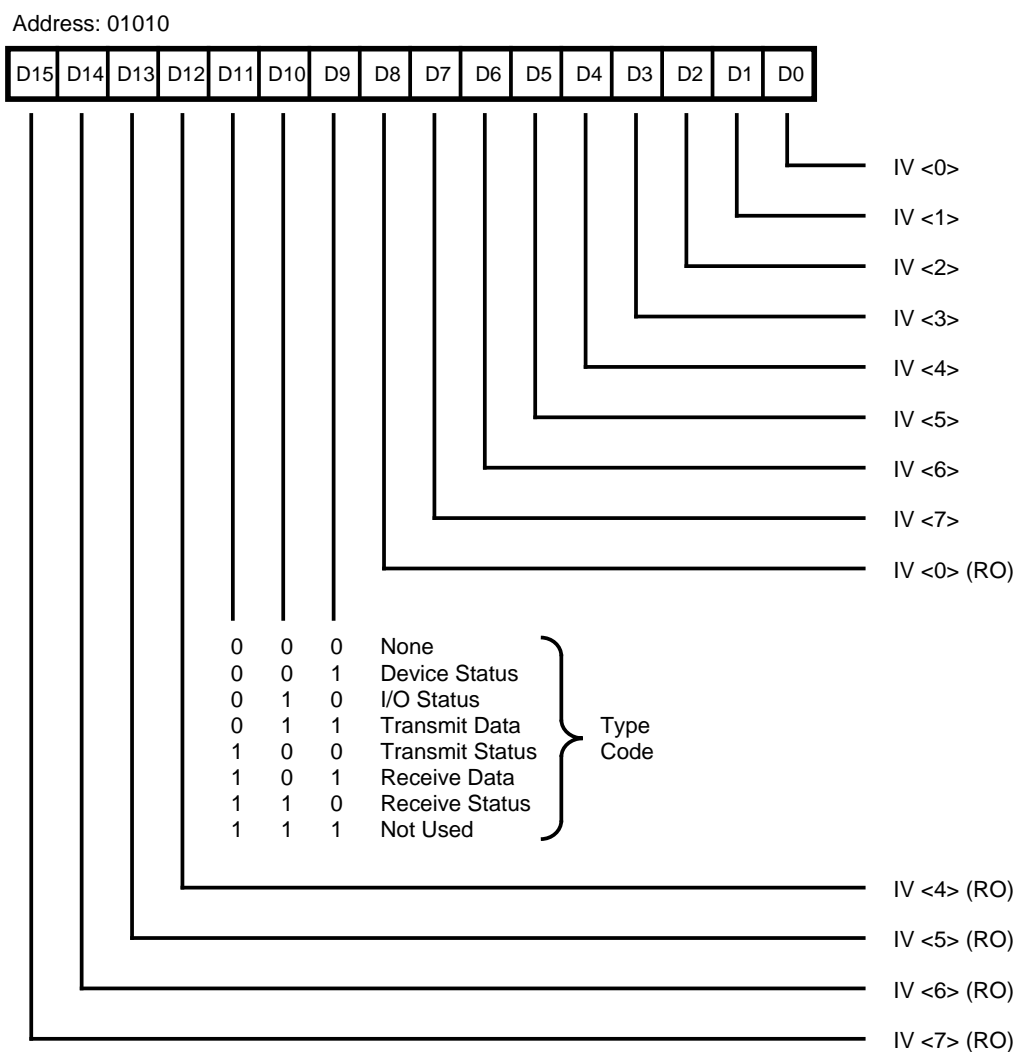 Address: 01010
D15 D14 D13 D12 D11 D10 D9 D8 D7 D6 D5 D4 D3 D2 D1 D0
IV <0>
IV <1>
IV <2>
IV <3>
IV <4>
IV <5>
IV <6>
IV <7>
IV <0> (RO)
0 0 0 None
0 0 1 Device Status
0 1 0 I/O Status
0 1 1 Transmit Data
1 0 0 Transmit Status
1 0 1 Receive Data
1 1 0 Receive Status
1 1 1 Not Used
Type
Code
IV <4> (RO)
IV <5> (RO)
IV <6> (RO)
IV <7> (RO)